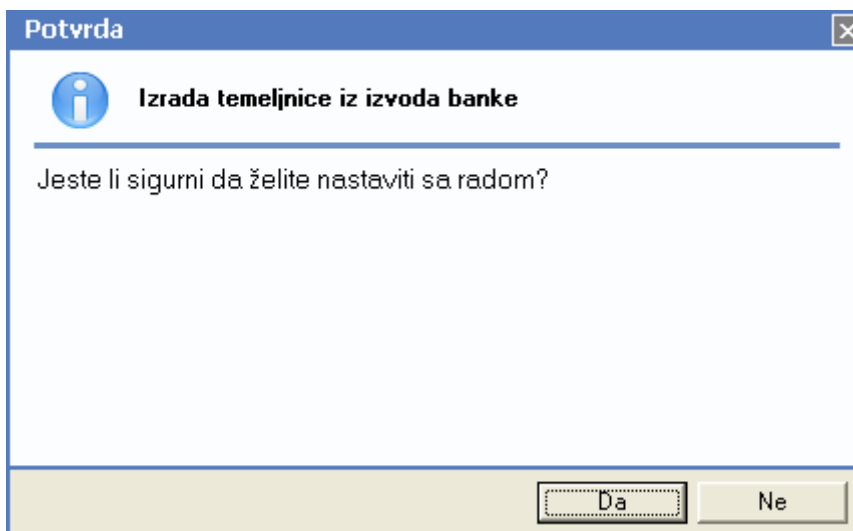 Potvrda
Izrada temeljnice iz izvoda banke
Jeste li sigurni da želite nastaviti sa radom?
Da
Ne